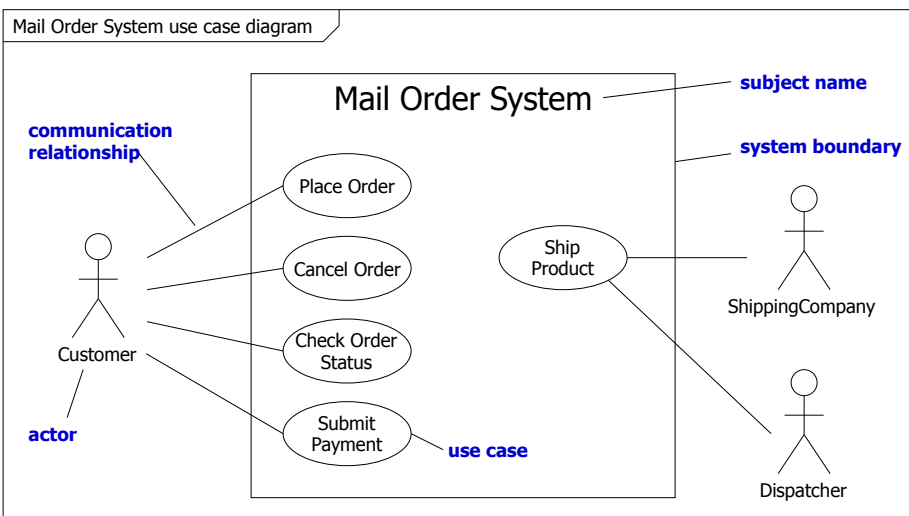 Mail Order System use case diagram
Mail Order System
subject name
communication
relationship
system boundary
Place Order
Ship
Product
Cancel Order
ShippingCompany
Check Order
Status
Customer
Submit
Payment
actor
use case
Dispatcher